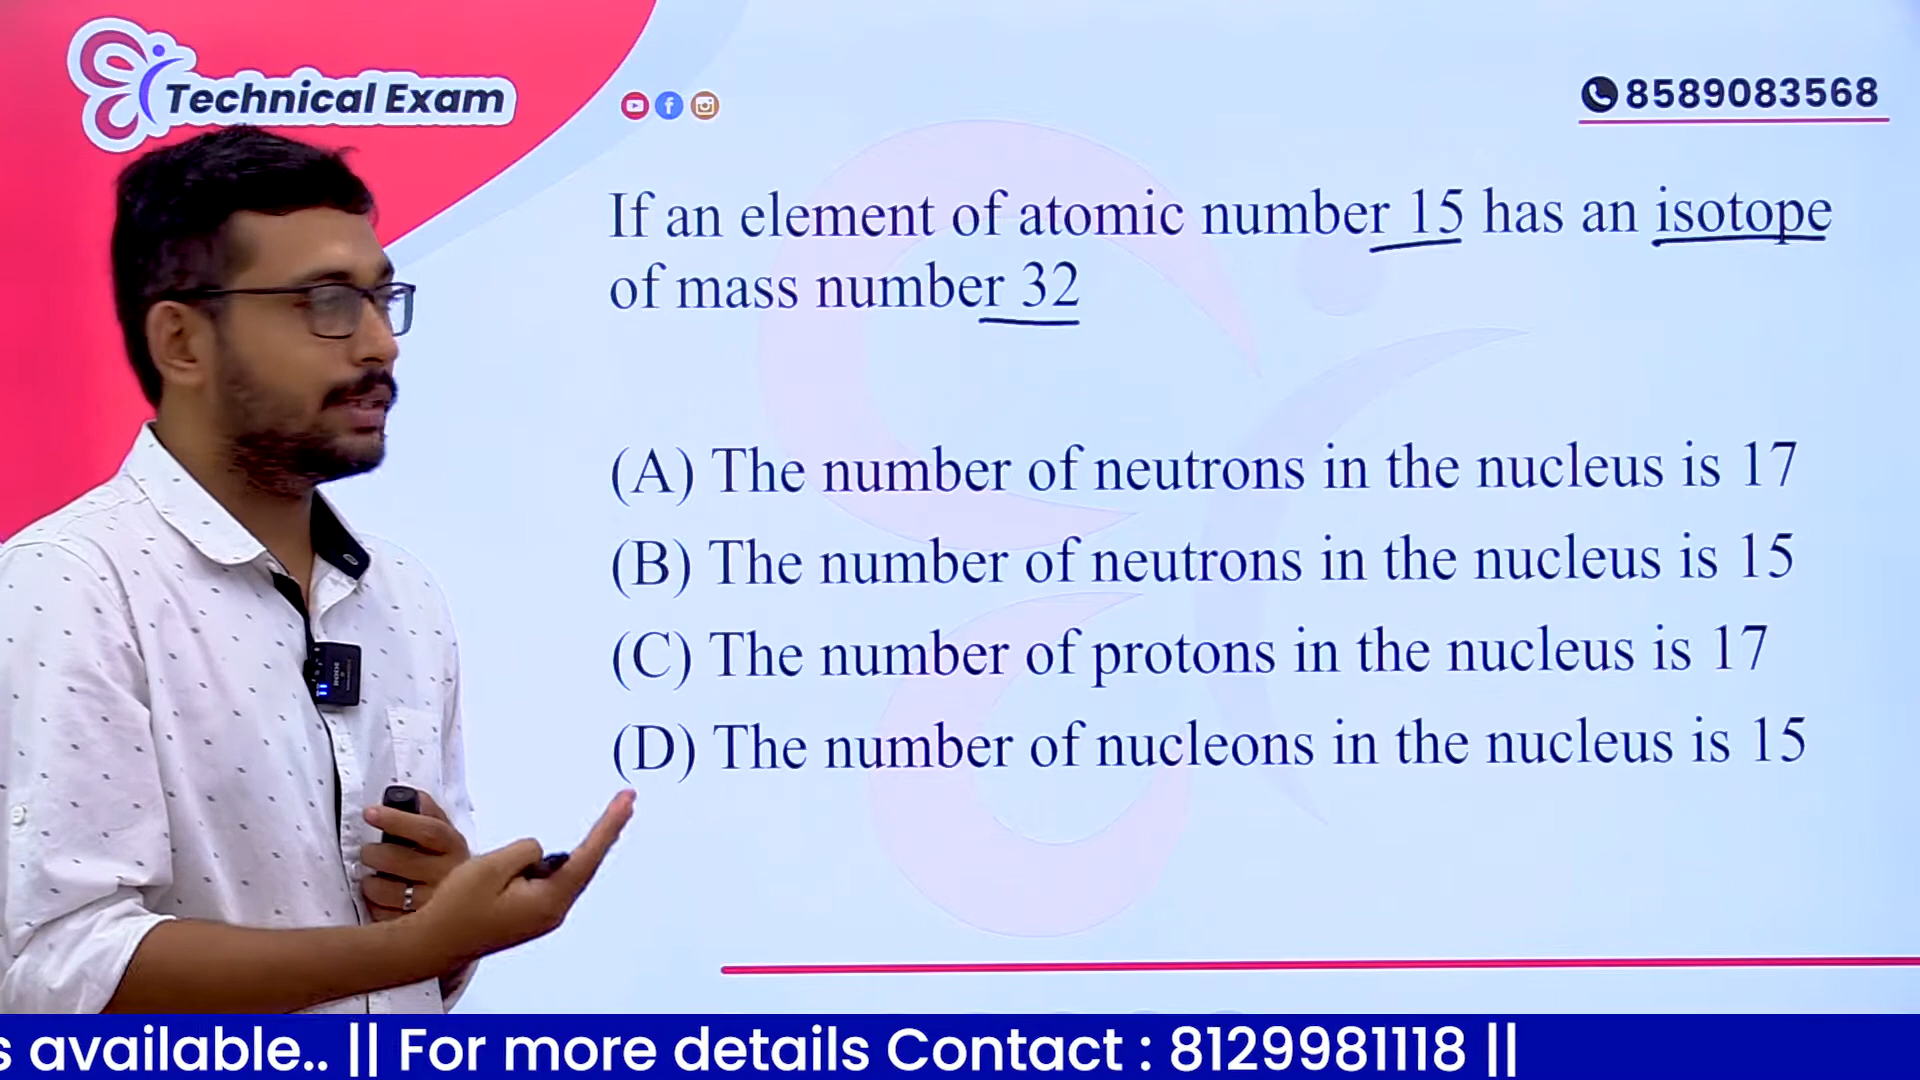 Technical Exam
8589083568
If an element of atomic number 15 has an isotope
of mass number 32
(A) The number of neutrons in the nucleus is 17
(B) The number of neutrons in the nucleus is 15
(C) The number of protons in the nucleus is 17
(D) The number of nucleons in the nucleus is 15
s available.. || For more details Contact : 8129981118 ||